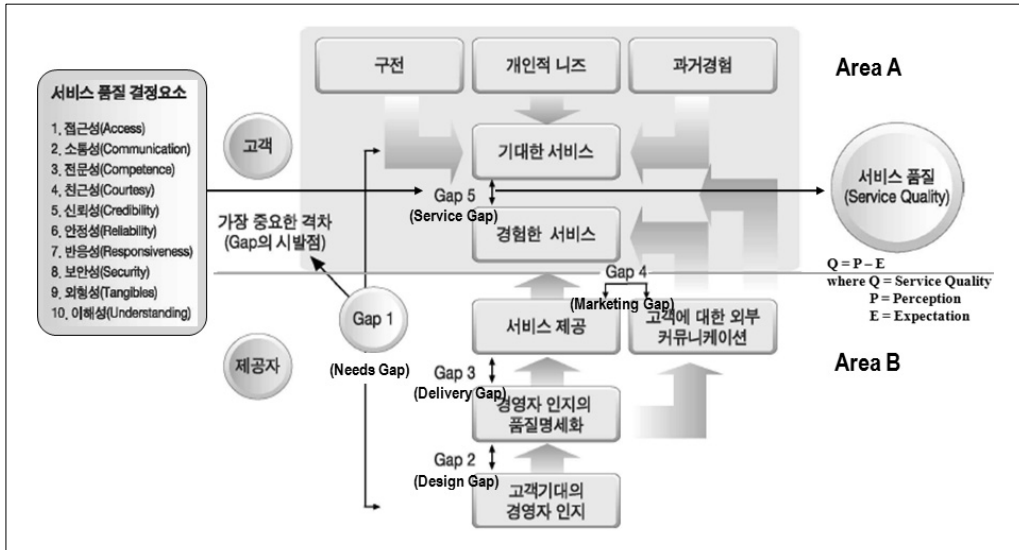 구전
개인적 니즈
과거경험
Area A
서비스 품질 결정요소
1. 접근성(Access)
2. 소통성(Communication)
3. 전문성(Competence)
4. 친근성(Courtesy)
5. 신뢰성(Credibility)
6. 안정성(Reliability)
7. 반응성(Responsiveness)
8. 보안성(Security)
9. 외형성(Tangibles)
10. 이해성(Understanding)
고객
기대한 서비스
Gap 5
(Service Gap)
서비스 품질
(Service Quality)
가장 중요한 격차
(Gap의 시발점)
경험한 서비스
Q = P – E
where Q = Service Quality
P = Perception
E = Expectation
Gap 4
(Marketing Gap)
Gap 1
(Needs Gap)
서비스 제공
고객에 대한 외부
커뮤니케이션
제공자
Area B
Gap 3
(Delivery Gap)
경영자 인지의
품질명세화
Gap 2
(Design Gap)
고객기대의
경영자 인지